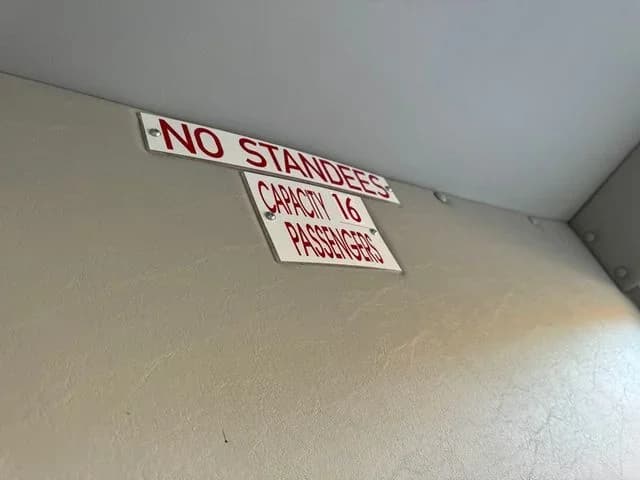 NO STANDEES
CAPACITY 16
PASSENGERS